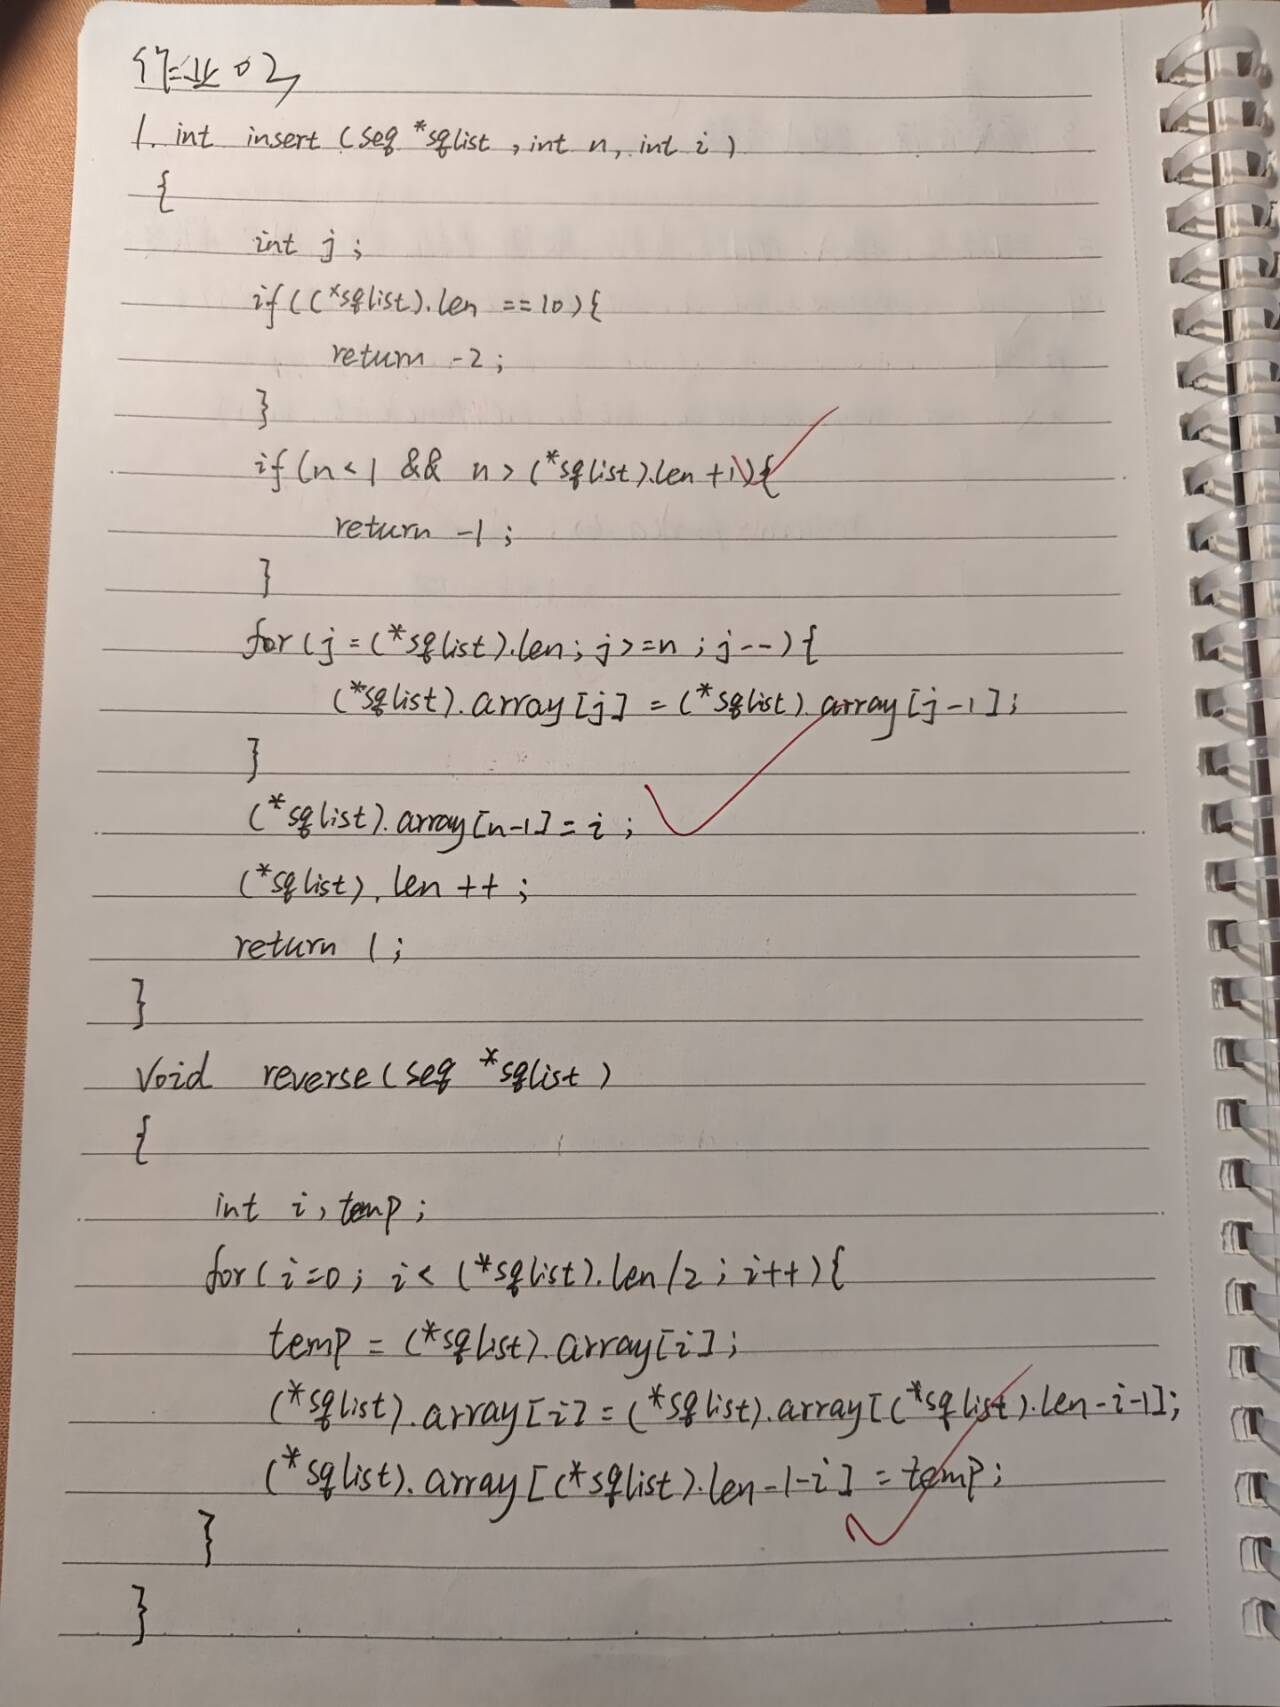 作业02
1. int insert (seq *sqlist, int n, int i)
{
int j;
if((*sqlist).len ==10){
return -2;
}
if(n<1 && n>(*sqlist).len+1){
return -1;
}
for(j=(*sqlist).len; j>=n; j--){
(*sqlist).array[j] = (*sqlist).array[j-1];
}
(*sqlist).array[n-1]=i;
(*sqlist).len++;
return 1;
}
void reverse(seq *sqlist)
{
int i, temp;
for(i=0; i<(*sqlist).len/2; i++){
temp = (*sqlist).array[i];
(*sqlist).array[i]=(*sqlist).array[(*sqlist).len-i-1];
(*sqlist).array[(*sqlist).len-1-i]=temp;
}
}